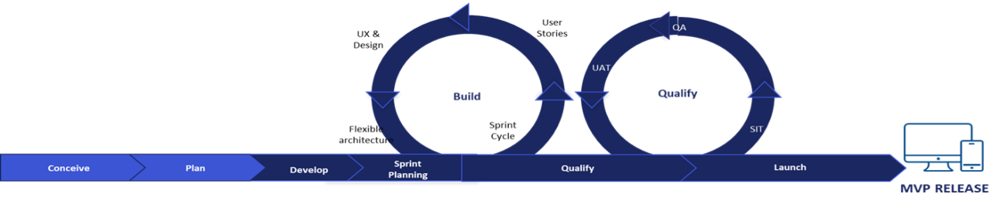 User
Stories
UX &
Design
QA
UAT
Build
Qualify
Flexible
architecture
Sprint
Cycle
SIT
Conceive
Plan
Develop
Sprint
Planning
Qualify
Launch
MVP RELEASE